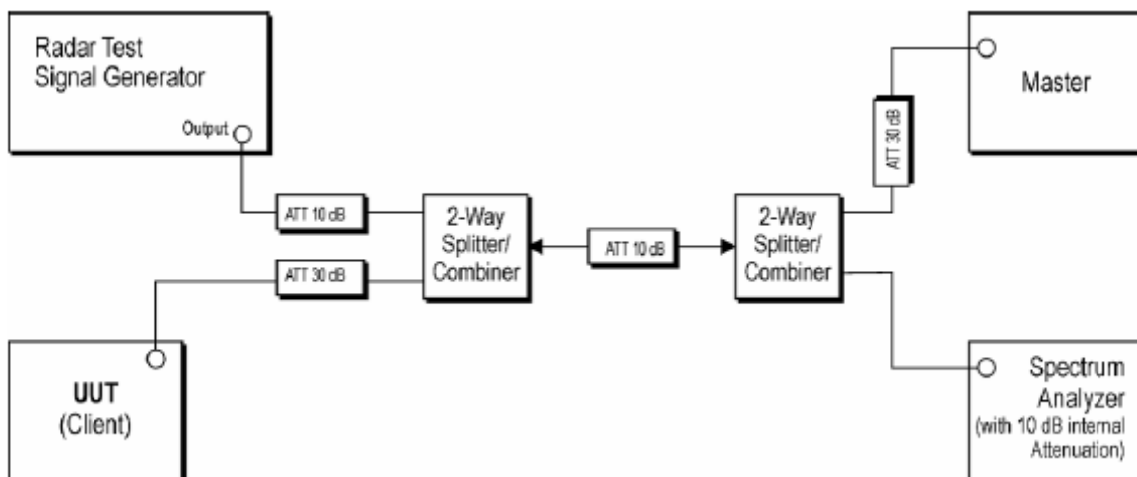 Radar Test
Signal Generator
Output
ATT 10 dB
2-Way
Splitter/
Combiner
ATT 30 dB
UUT
(Client)
ATT 10 dB
2-Way
Splitter/
Combiner
ATT 30 dB
Master
Spectrum
Analyzer
(with 10 dB internal
Attenuation)